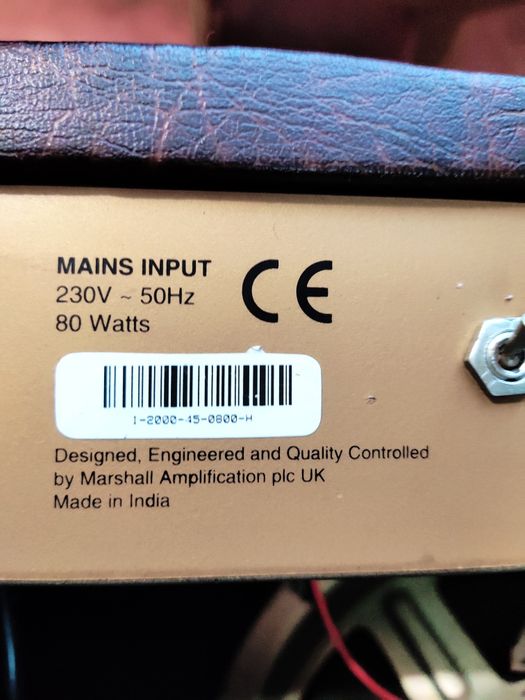 MAINS INPUT
230V ~ 50Hz
80 Watts
CE
I-2000-45-0800-H
Designed, Engineered and Quality Controlled
by Marshall Amplification plc UK
Made in India